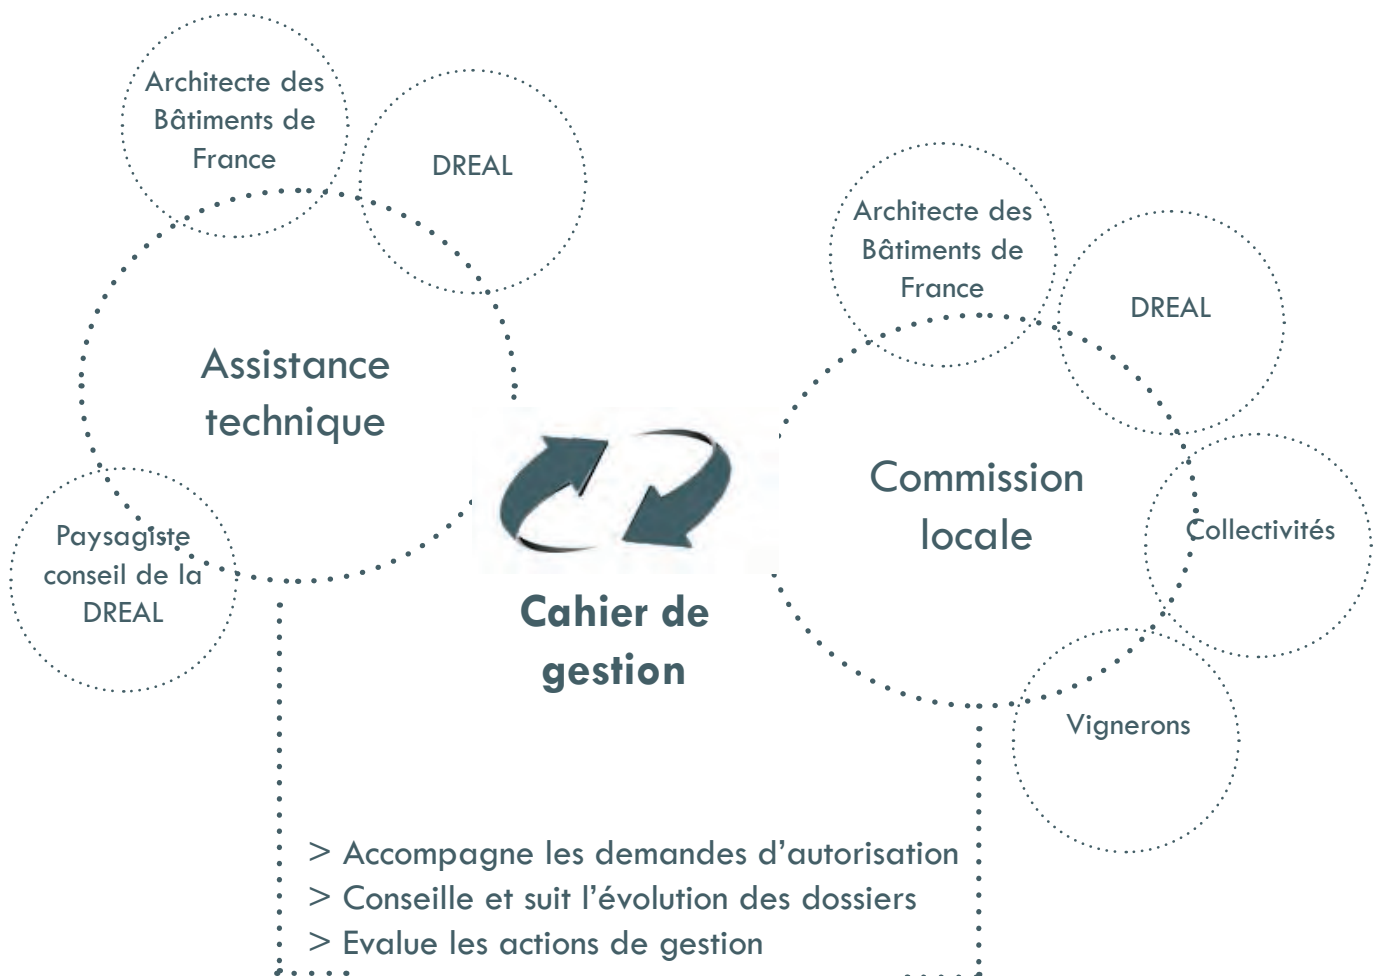 Architecte des
Bâtiments de
France
DREAL
Assistance
technique
Paysagiste
conseil de la
DREAL
Cahier de
gestion
Architecte des
Bâtiments de
France
DREAL
Commission
locale
Collectivités
Vignerons
> Accompagne les demandes d’autorisation
> Conseille et suit l’évolution des dossiers
> Evalue les actions de gestion